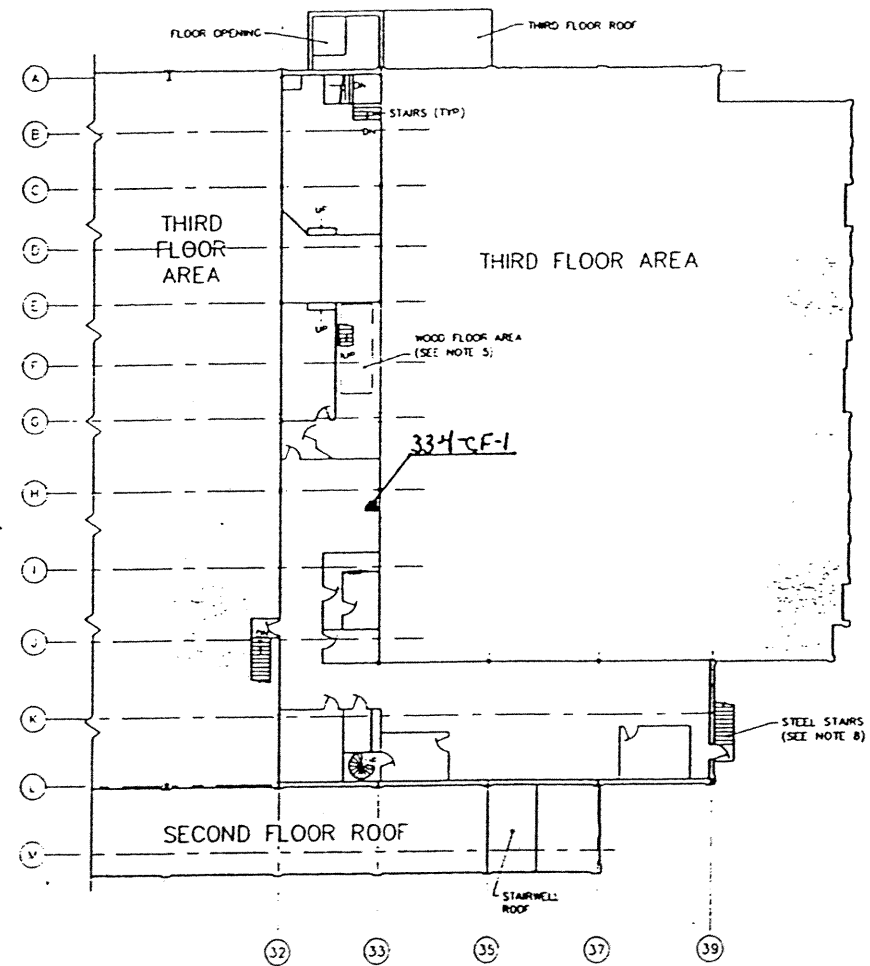 FLOOR OPENING
THIRD FLOOR ROOF
A
STAIRS (TYP)
DN
B
DN
C
UP
THIRD
FLOOR
AREA
D
THIRD FLOOR AREA
E
UP
WOOD FLOOR AREA
(SEE NOTE 5)
UP
F
G
334-CF-1
H
I
J
K
STEEL STAIRS
(SEE NOTE 8)
L
SECOND FLOOR ROOF
STAIRWELL
ROOF
32
33
35
37
39